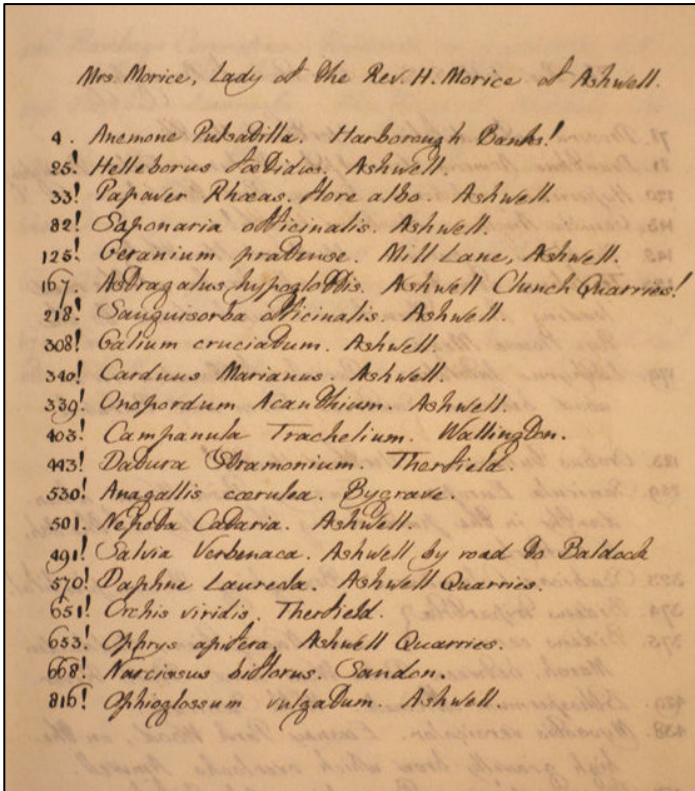 Mrs Morice, Lady of the Rev. H. Morice of Ashwell.
4. Anemone Pulsatilla. Harborough Banks!
25! Helleborus foetidus. Ashwell.
33! Papaver Rhœas. flore albo. Ashwell.
82! Saponaria officinalis. Ashwell.
125! Geranium pratense. Mill Lane, Ashwell.
167. Astragalus hypoglottis. Ashwell Clunch Quarries!
218! Sanguisorba officinalis. Ashwell.
308! Galium cruciatum. Ashwell.
340! Carduus Marianus. Ashwell.
339! Onopordum Acanthium. Ashwell.
403! Campanula Trachelium. Wallington.
443! Datura Stramonium. Therfield.
530! Anagallis cœrulea. Bygrave.
501. Nepeta Cataria. Ashwell.
491! Salvia Verbenaca. Ashwell by road to Baldock
570! Daphne Laureola. Ashwell Quarries.
651! Orchis viridis. Therfield.
653! Ophrys apifera, Ashwell Quarries.
668! Narcissus biflorus. Sandon.
816! Ophioglossum vulgatum. Ashwell.